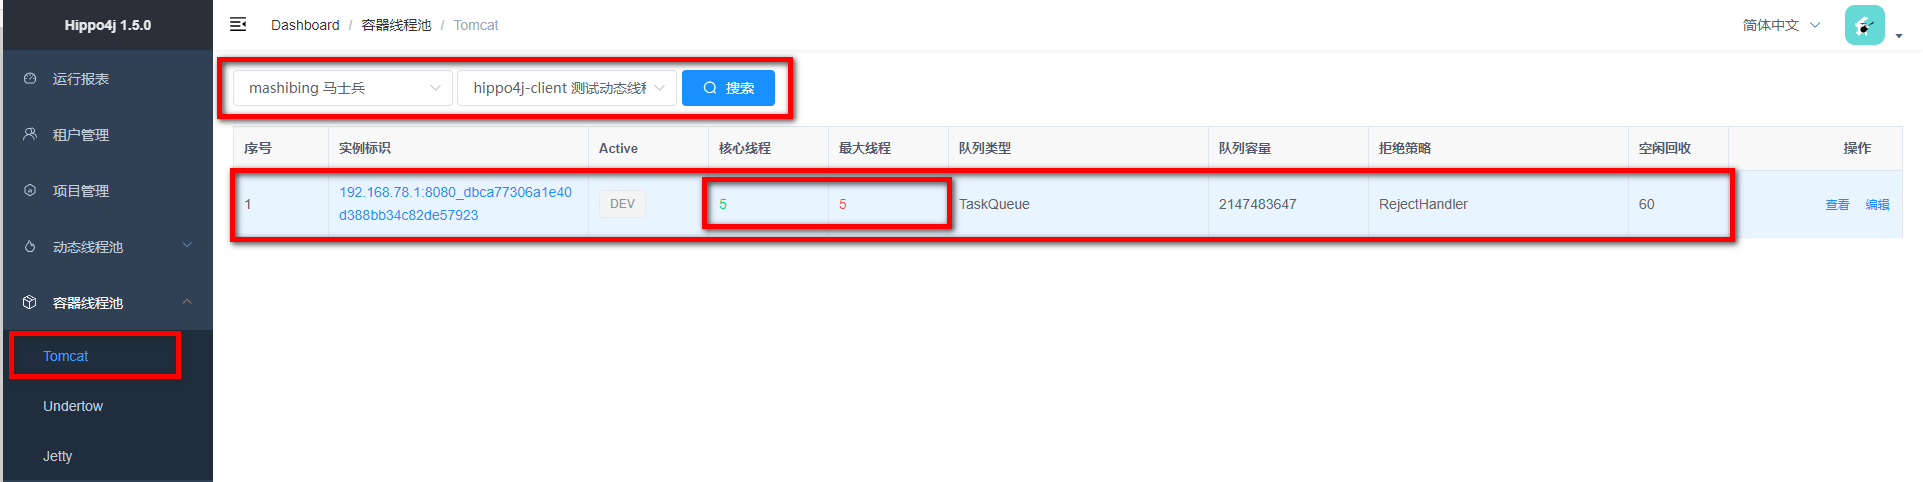 Hippo4j 1.5.0
Dashboard / 容器线程池 / Tomcat
简体中文
运行报表
租户管理
项目管理
动态线程池
容器线程池
Tomcat
Undertow
Jetty
mashibing 马士兵
hippo4j-client 测试动态线
搜索
序号 实例标识 Active 核心线程 最大线程 队列类型 队列容量 拒绝策略 空闲回收 操作
1 192.168.78.1:8080_dbca77306a1e40 DEV 5 5 TaskQueue 2147483647 RejectHandler 60 查看 编辑
d388bb34c82de57923